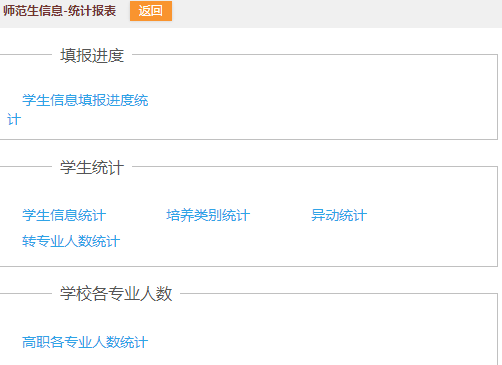 师范生信息-统计报表 返回
填报进度
学生信息填报进度统
计
学生统计
学生信息统计 培养类别统计 异动统计
转专业人数统计
学校各专业人数
高职各专业人数统计